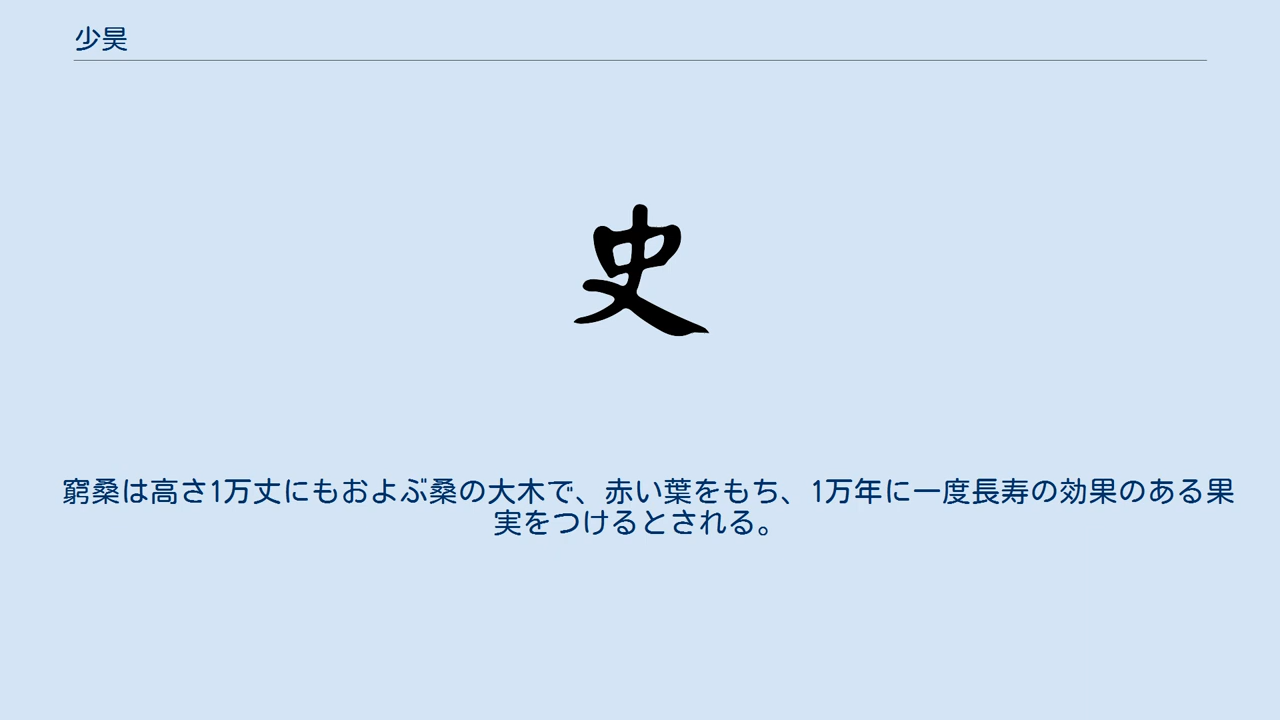 少昊
史
窮桑は高さ1万丈にもおよぶ桑の大木で、赤い葉をもち、1万年に一度長寿の効果のある果
実をつけるとされる。